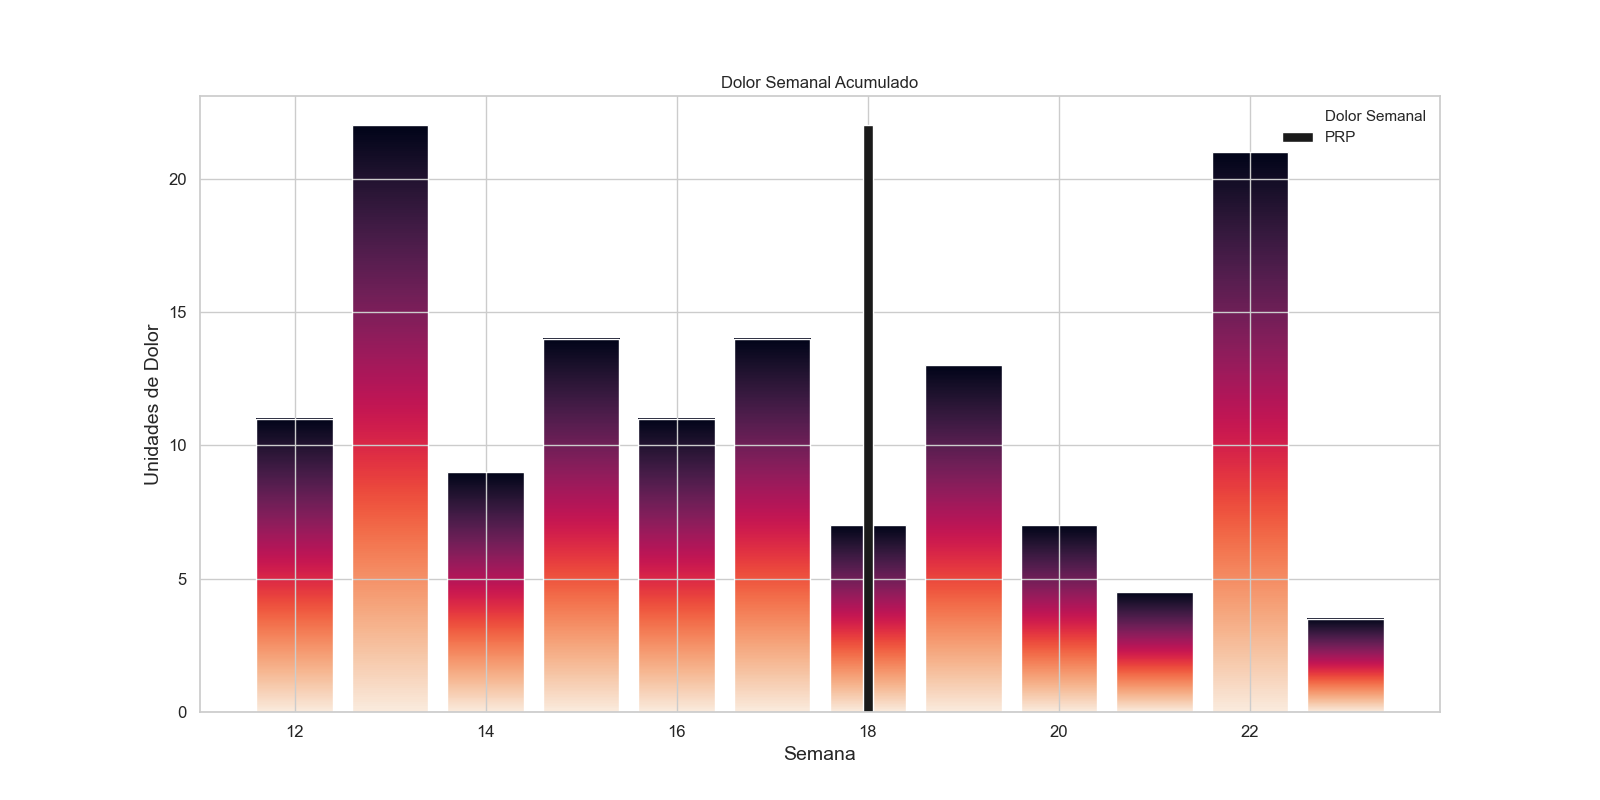 Dolor Semanal Acumulado
Dolor Semanal
PRP
Unidades de Dolor
20
15
10
5
0
12 14 16 18 20 22
Semana